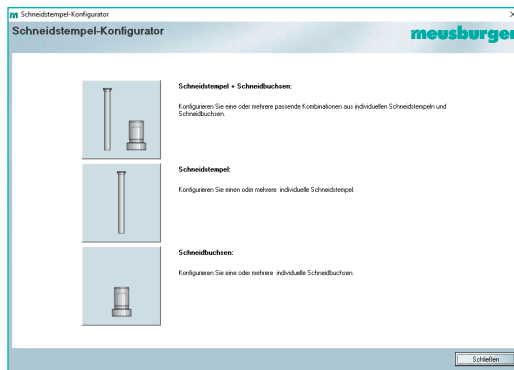 m Schneidstempel-Konfigurator
Schneidstempel-Konfigurator
meusburger
Schneidstempel + Schneidbuchsen:
Konfigurieren Sie eine oder mehrere passende Kombinationen aus individuellen Schneidstempeln und
Schneidbuchsen.
Schneidstempel:
Konfigurieren Sie einen oder mehrere individuelle Schneidstempel.
Schneidbuchsen:
Konfigurieren Sie eine oder mehrere individuelle Schneidbuchsen.
Schließen